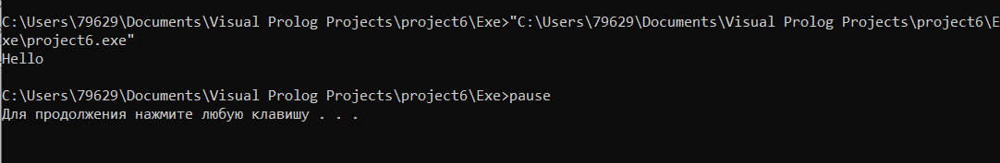 C:\Users\79629\Documents\Visual Prolog Projects\project6\Exe>"C:\Users\79629\Documents\Visual Prolog Projects\project6\E
xe\project6.exe"
Hello
C:\Users\79629\Documents\Visual Prolog Projects\project6\Exe>pause
Для продолжения нажмите любую клавишу . . .